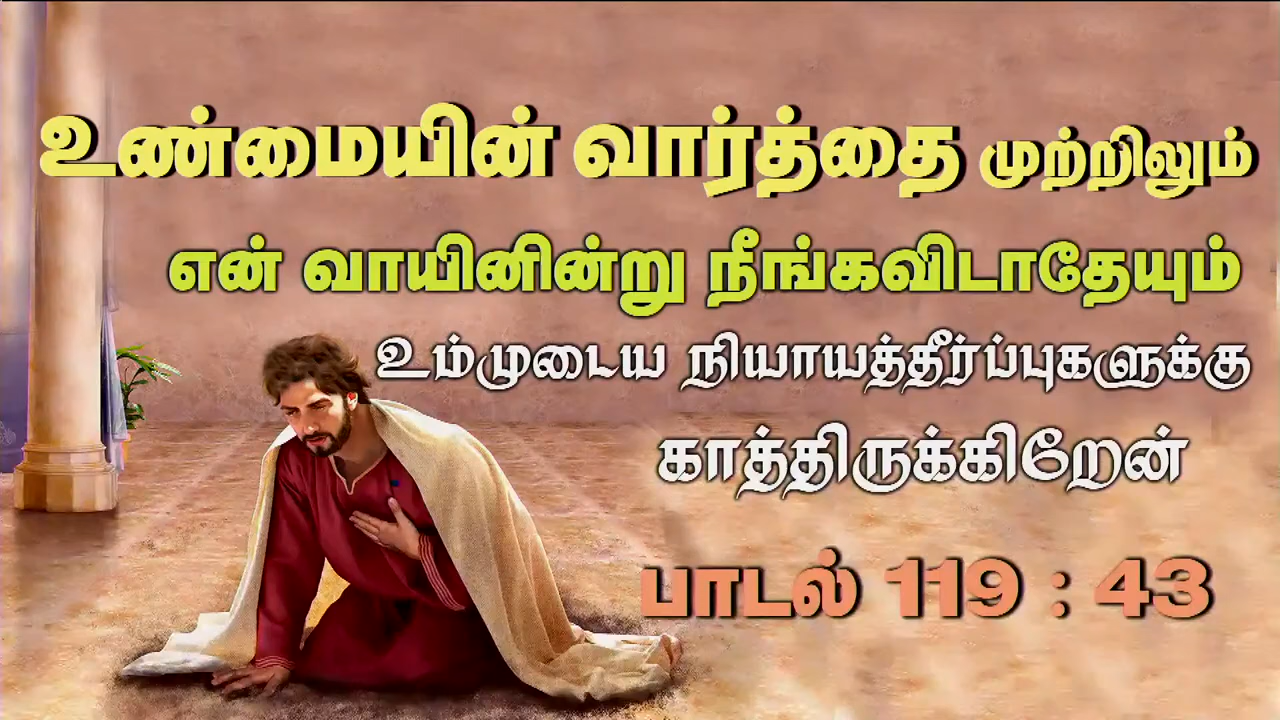 உண்மையின் வார்த்தை முற்றிலும்
என் வாயினின்று நீங்கவிடாதேயும்
உம்முடைய நியாயத்தீர்ப்புகளுக்கு
காத்திருக்கிறேன்
பாடல் 119 : 43